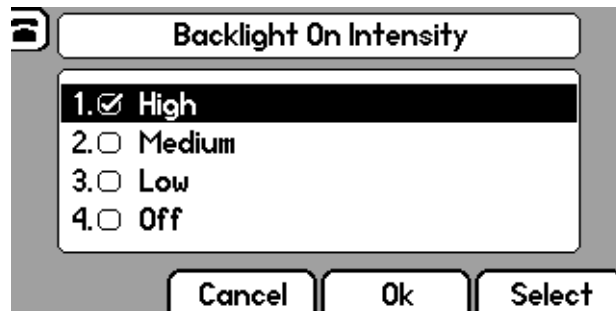 Backlight On Intensity
1. High
2. Medium
3. Low
4. Off
Cancel Ok Select